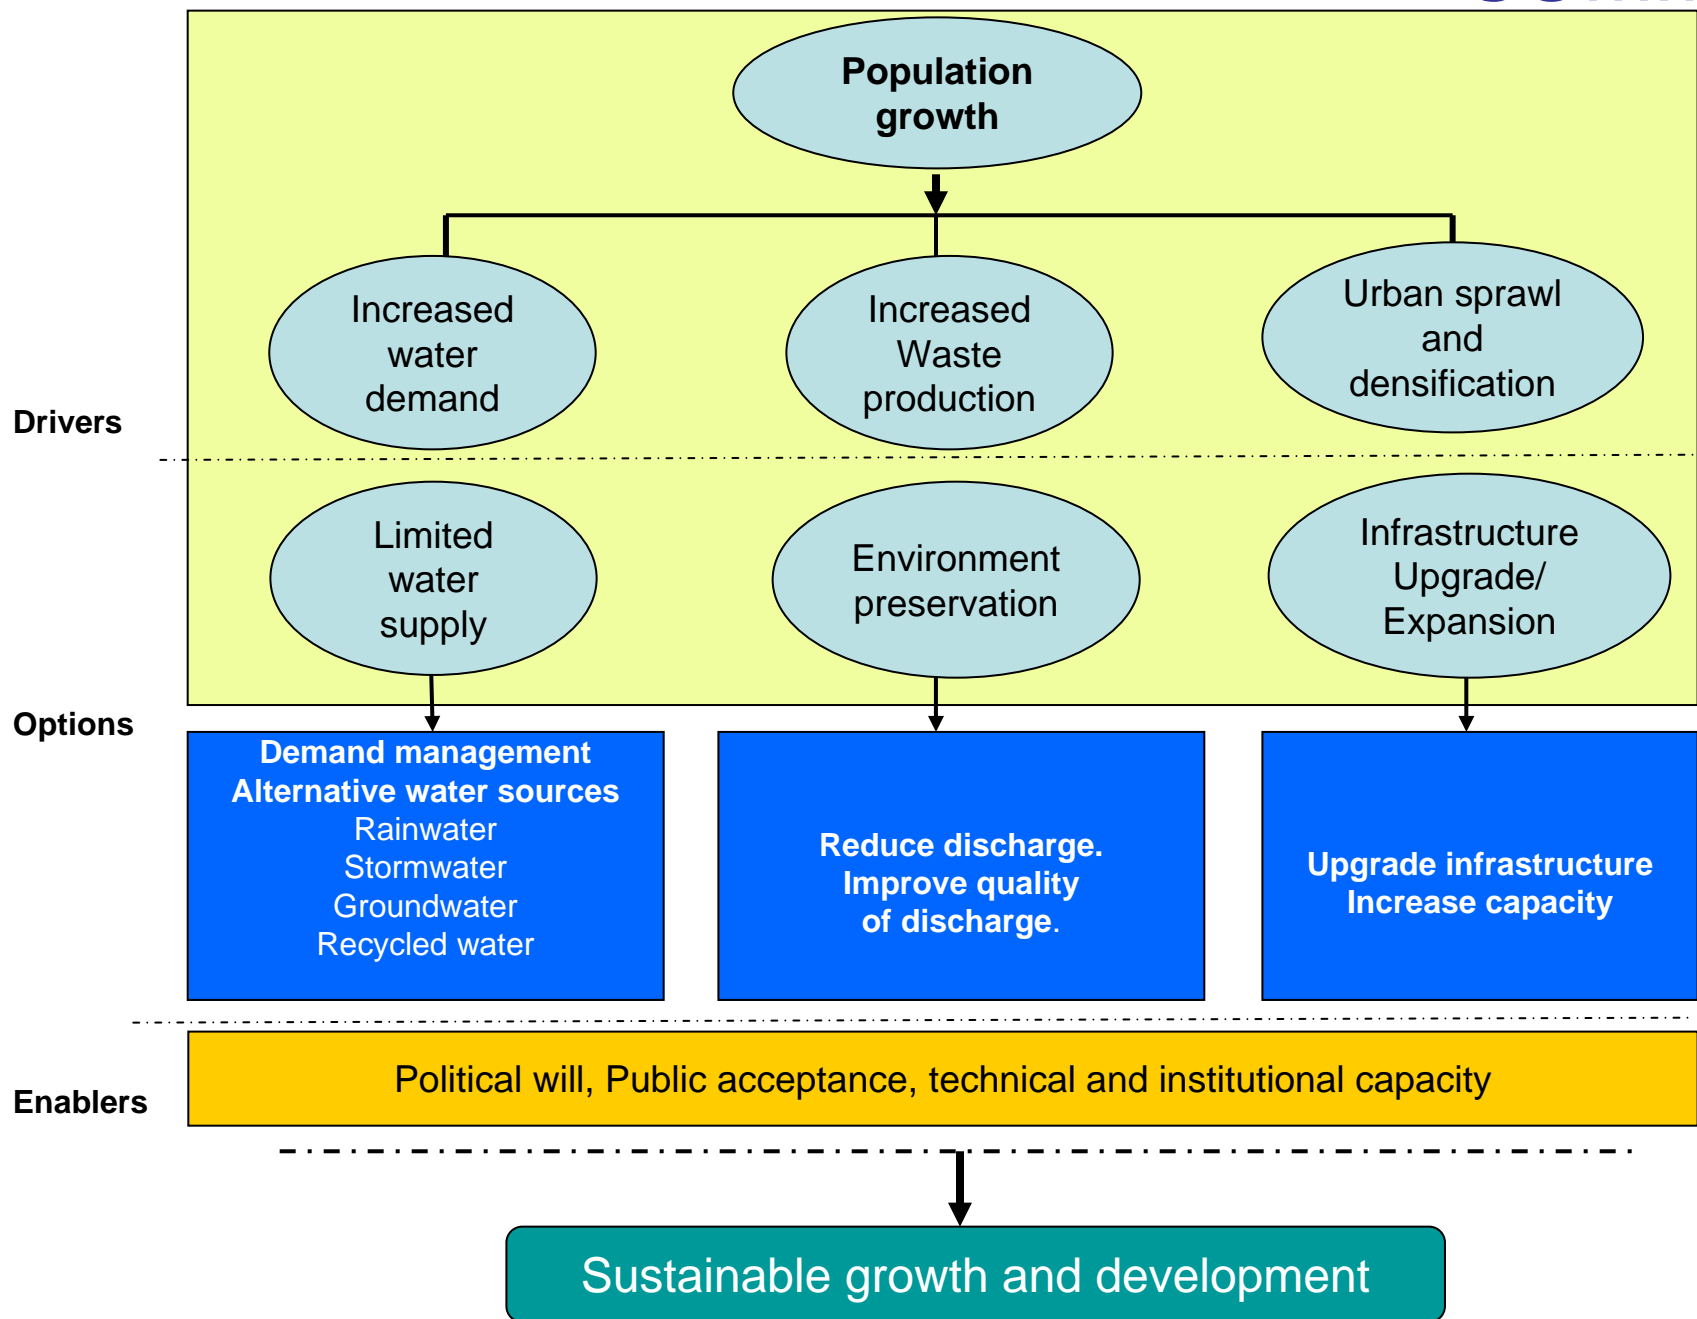 Population
growth
Increased
water
demand
Increased
Waste
production
Urban sprawl
and
densification
Drivers
Limited
water
supply
Environment
preservation
Infrastructure
Upgrade/
Expansion
Options
Demand management
Alternative water sources
Rainwater
Stormwater
Groundwater
Recycled water
Reduce discharge.
Improve quality
of discharge.
Upgrade infrastructure
Increase capacity
Enablers
Political will, Public acceptance, technical and institutional capacity
Sustainable growth and development